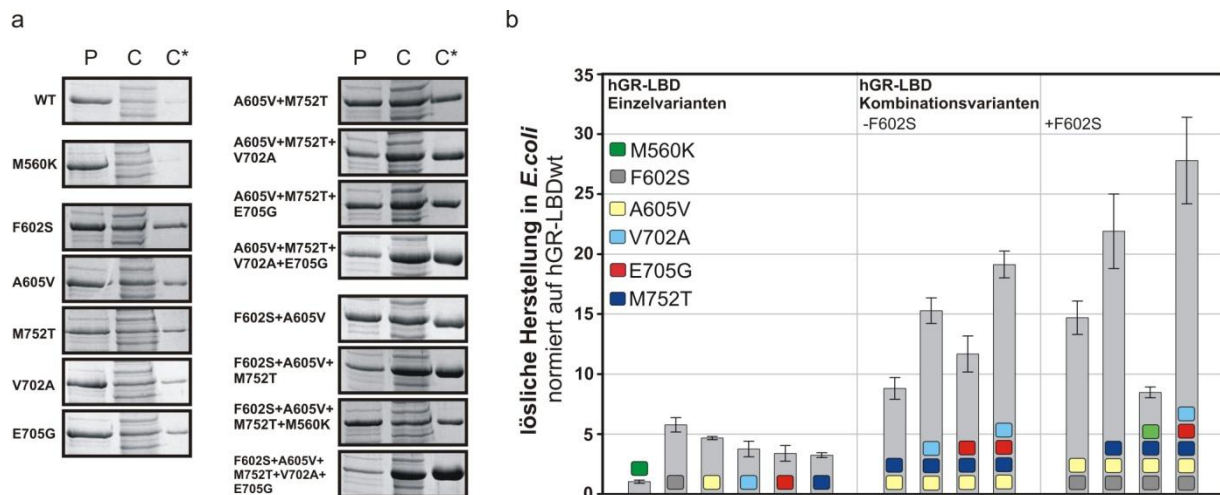 a
P C C*
WT
M560K
F602S
A605V
M752T
V702A
E705G
P C C*
A605V+M752T
A605V+M752T+
V702A
A605V+M752T+
E705G
A605V+M752T+
V702A+E705G
F602S+A605V
F602S+A605V+
M752T
F602S+A605V+
M752T+M560K
F602S+A605V+
M752T+V702A+
E705G
b
lösliche Herstellung in E.coli
normiert auf hGR-LBDwt
35
30
25
20
15
10
5
0
hGR-LBD
Einzelvarianten
M560K
F602S
A605V
V702A
E705G
M752T
hGR-LBD
Kombinationsvarianten
-F602S
+F602S